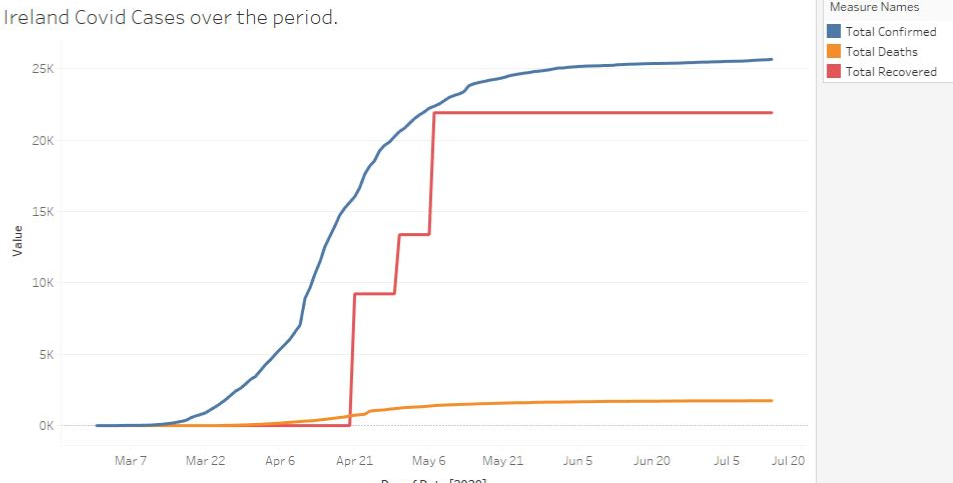 Ireland Covid Cases over the period.
Measure Names
Total Confirmed
Total Deaths
Total Recovered
25K
20K
15K
10K
5K
0K
Value
Mar 7 Mar 22 Apr 6 Apr 21 May 6 May 21 Jun 5 Jun 20 Jul 5 Jul 20